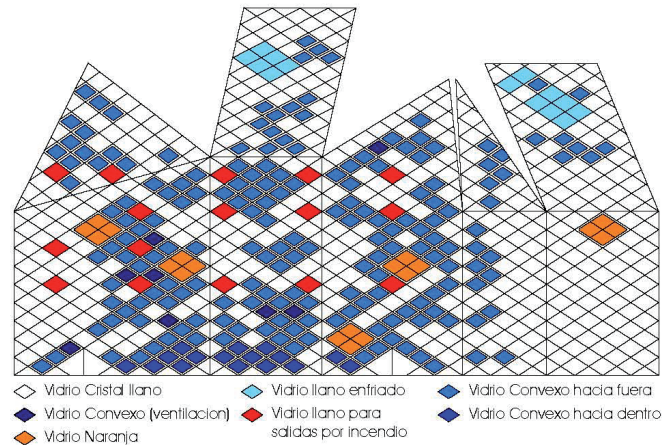 Vidrio Cristal llano
Vidrio Convexo (ventilacion)
Vidrio Naranja
Vidrio llano enfriado
Vidrio llano para
salidas por incendio
Vidrio Convexo hacia fuera
Vidrio Convexo hacia dentro